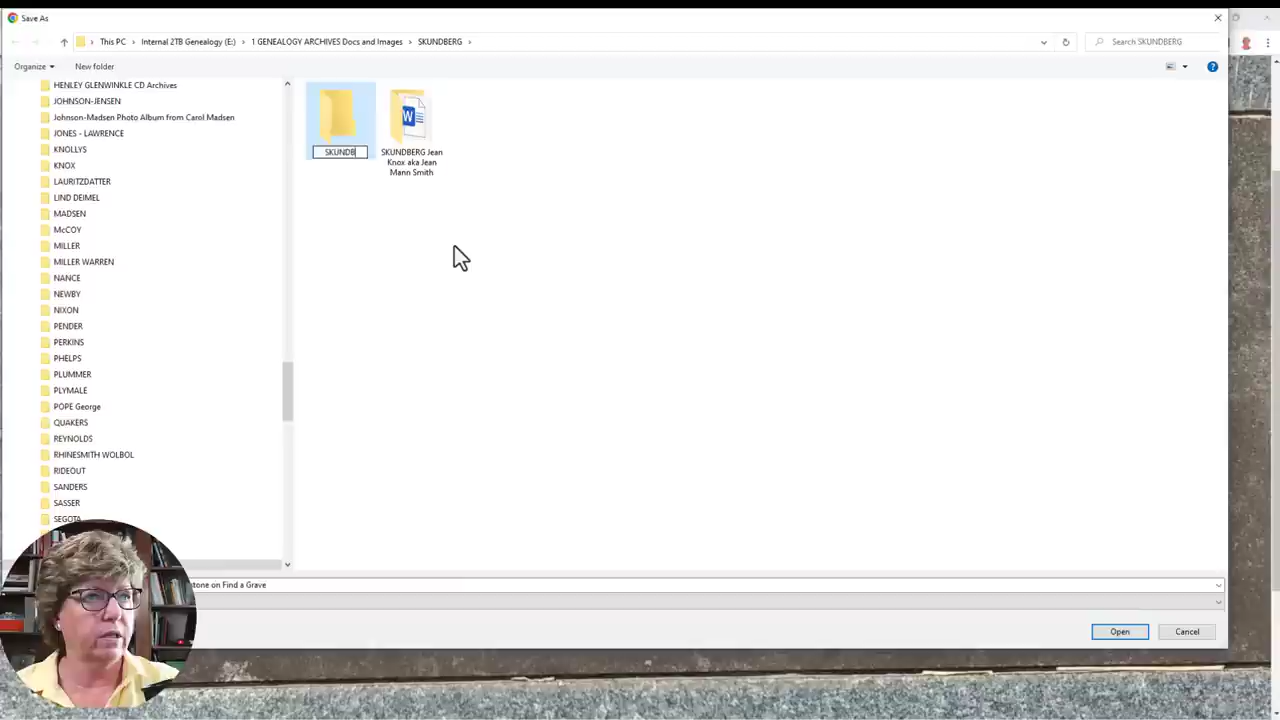 Save As
This PC > Internal 2TB Genealogy (E:) > 1 GENEALOGY ARCHIVES Docs and Images > SKUNDBERG >
Search SKUNDBERG
Organize
New folder
HENLEY GLENWINKLE CD Archives
JOHNSON-JENSEN
Johnson-Madsen Photo Album from Carol Madsen
JONES - LAWRENCE
KNOLLYS
KNOX
LAURITZDATTER
LIND DEIMEL
MADSEN
McCOY
MILLER
MILLER WARREN
NANCE
NEWBY
NIXON
PENDER
PERKINS
PHELPS
PLUMMER
PLYMALE
POPE George
QUAKERS
REYNOLDS
RHINESMITH WOLBOL
RIDEOUT
SANDERS
SASSER
SEGOTA
SKUNDB
SKUNDBERG Jean
Knox aka Jean
Mann Smith
tone on Find a Grave
Open
Cancel